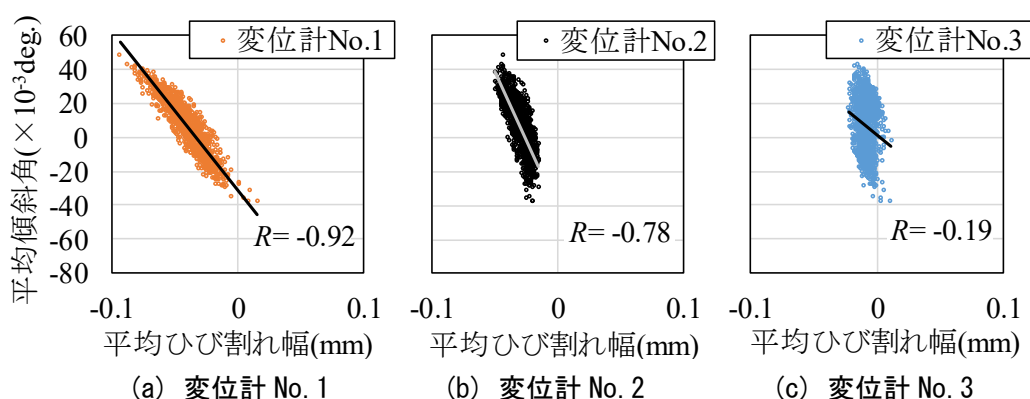 変位計No.1
変位計No.2
変位計No.3
平均傾斜角(×10⁻³deg.)
60
40
20
0
-20
-40
-60
-80
R= -0.92
R= -0.78
R= -0.19
-0.1 0 0.1
-0.1 0 0.1
-0.1 0 0.1
平均ひび割れ幅(mm)
平均ひび割れ幅(mm)
平均ひび割れ幅(mm)
(a) 変位計 No.1
(b) 変位計 No.2
(c) 変位計 No.3